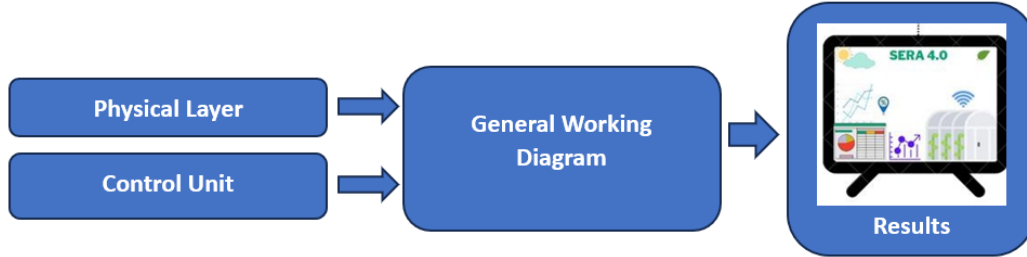 Physical Layer
Control Unit
General Working
Diagram
SERA 4.0
Results